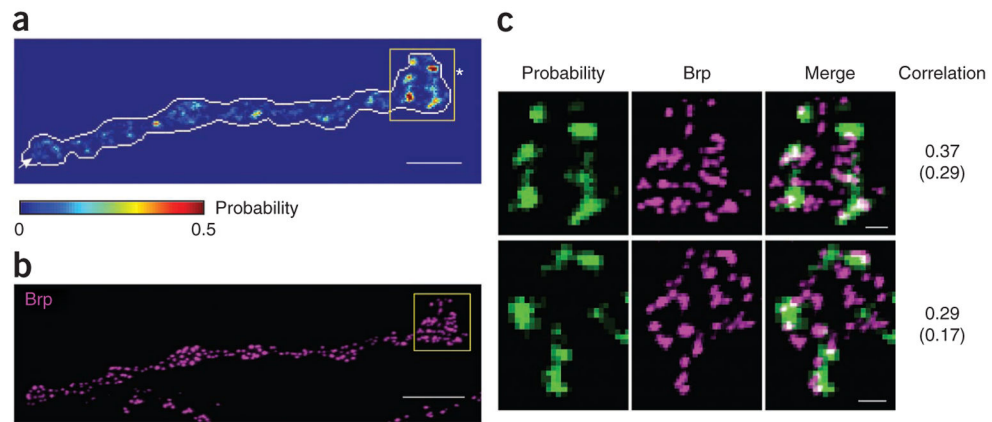 a
*
Probability
0
0.5
b
Brp
c
Probability
Brp
Merge
Correlation
0.37
(0.29)
0.29
(0.17)